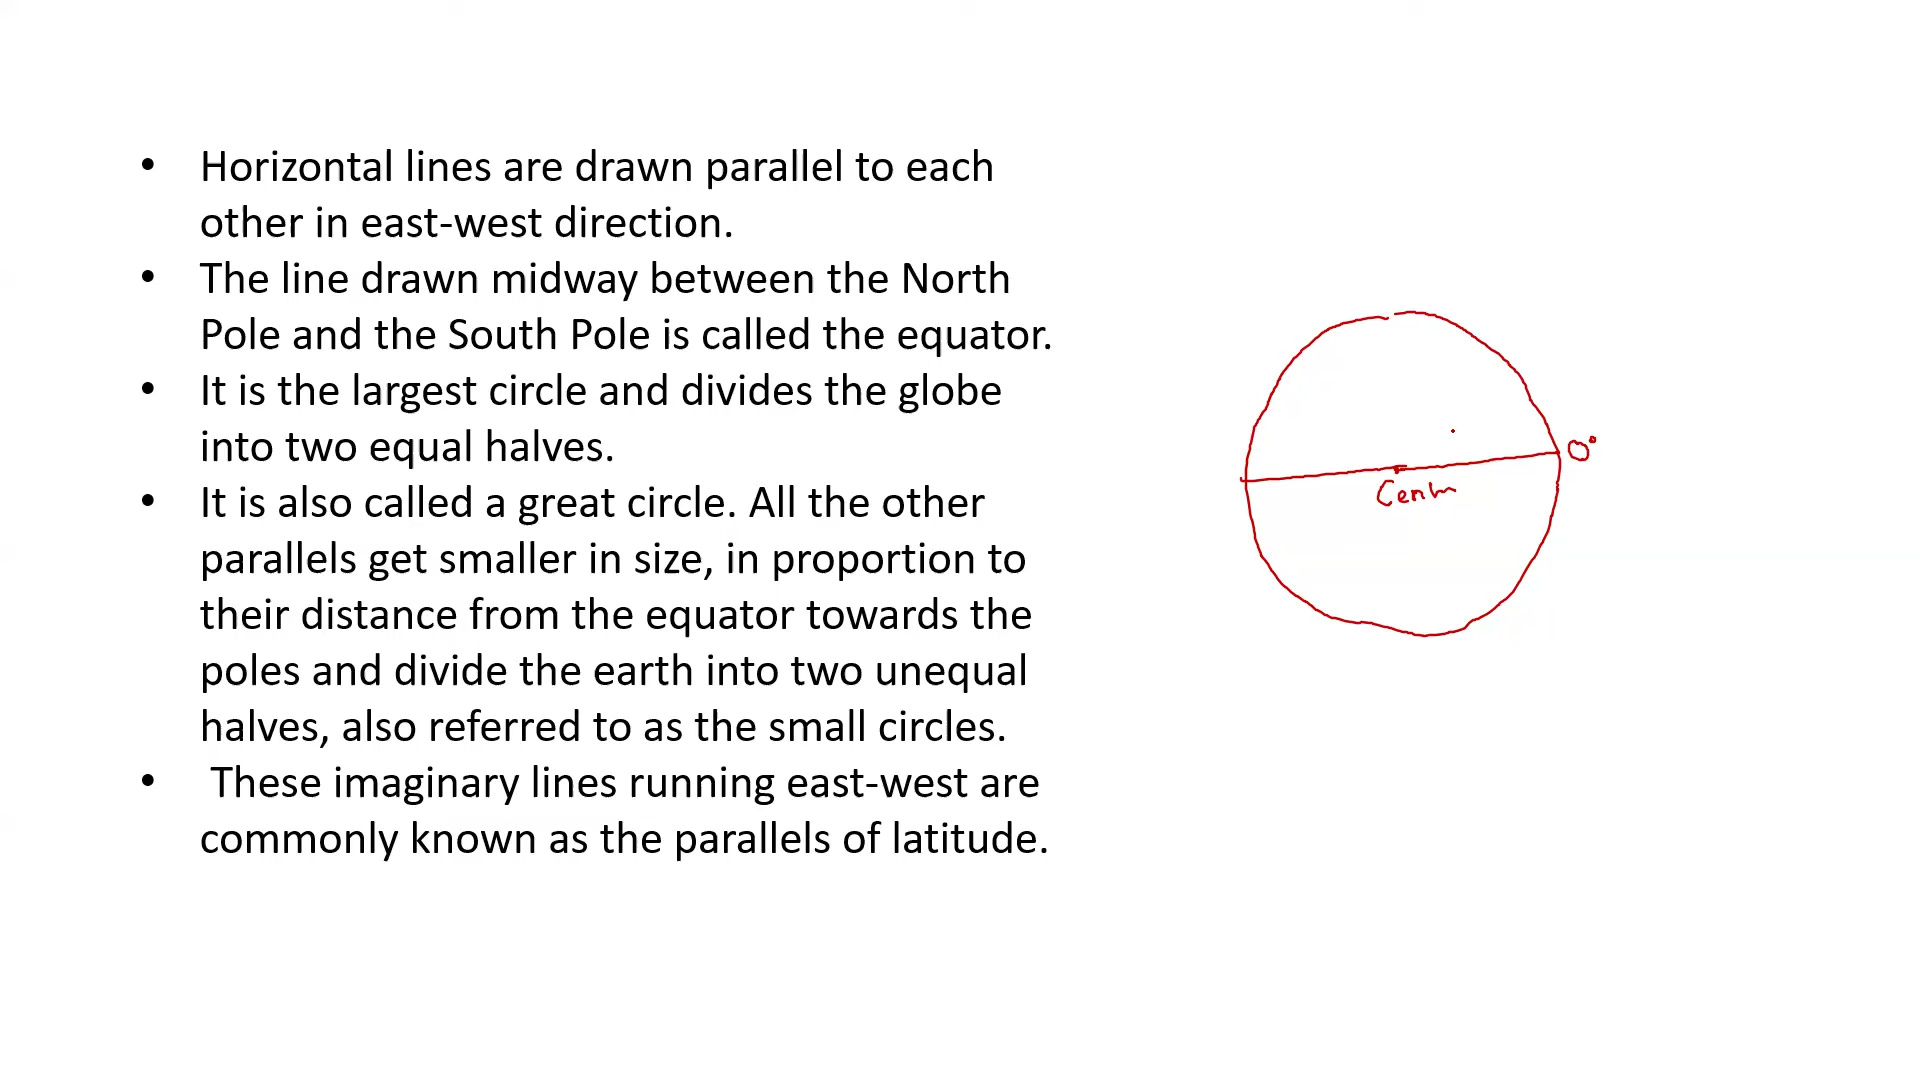 • Horizontal lines are drawn parallel to each
other in east-west direction.
• The line drawn midway between the North
Pole and the South Pole is called the equator.
• It is the largest circle and divides the globe
into two equal halves.
• It is also called a great circle. All the other
parallels get smaller in size, in proportion to
their distance from the equator towards the
poles and divide the earth into two unequal
halves, also referred to as the small circles.
• These imaginary lines running east-west are
commonly known as the parallels of latitude.
0°